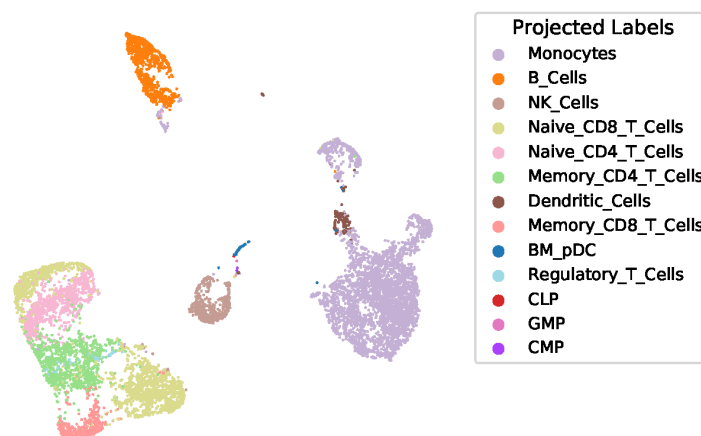 Projected Labels
Monocytes
B_Cells
NK_Cells
Naive_CD8_T_Cells
Naive_CD4_T_Cells
Memory_CD4_T_Cells
Dendritic_Cells
Memory_CD8_T_Cells
BM_pDC
Regulatory_T_Cells
CLP
GMP
CMP